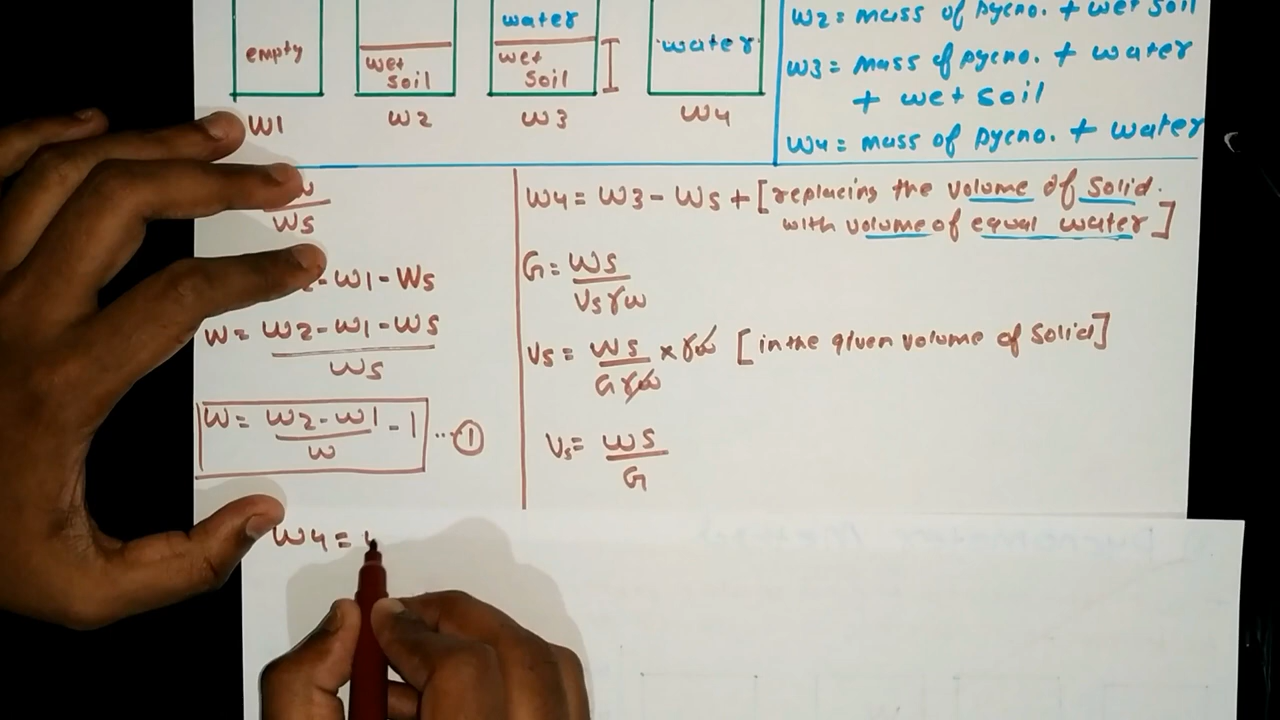 empty
wet
soil
water
wet
soil
water
W1
W2
W3
W4
W2 = mass of pycno. + wet soil
W3 = mass of pycno. + water
+ wet soil
W4 = mass of pycno. + water
Ws
-W1-Ws
W = W2-W1-Ws
Ws
W = W2-W1 - 1 ...①
W
W4 = W3 - Ws + [replacing the volume of solid.
with volume of equal water]
G = Ws
Vsγw
Vs = Ws × γw [in the given volume of solid]
Gγw
Vs = Ws
G
W4 =